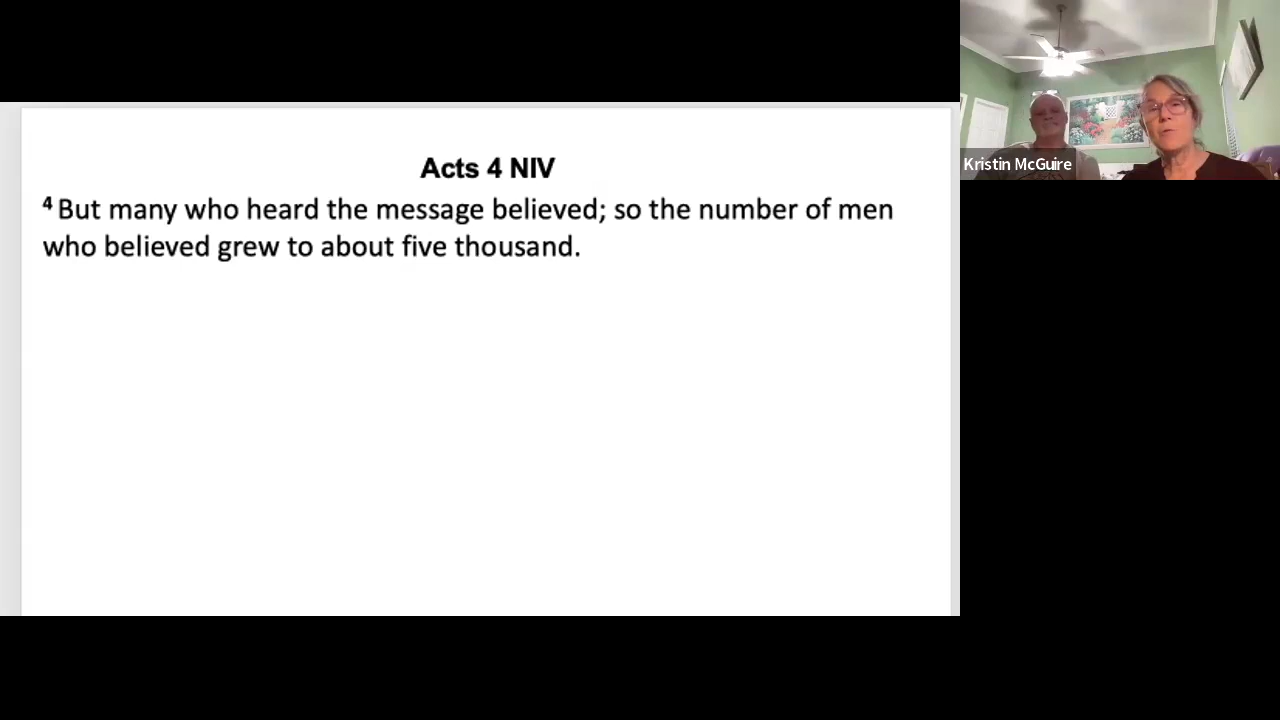 Acts 4 NIV
⁴ But many who heard the message believed; so the number of men
who believed grew to about five thousand.
Kristin McGuire